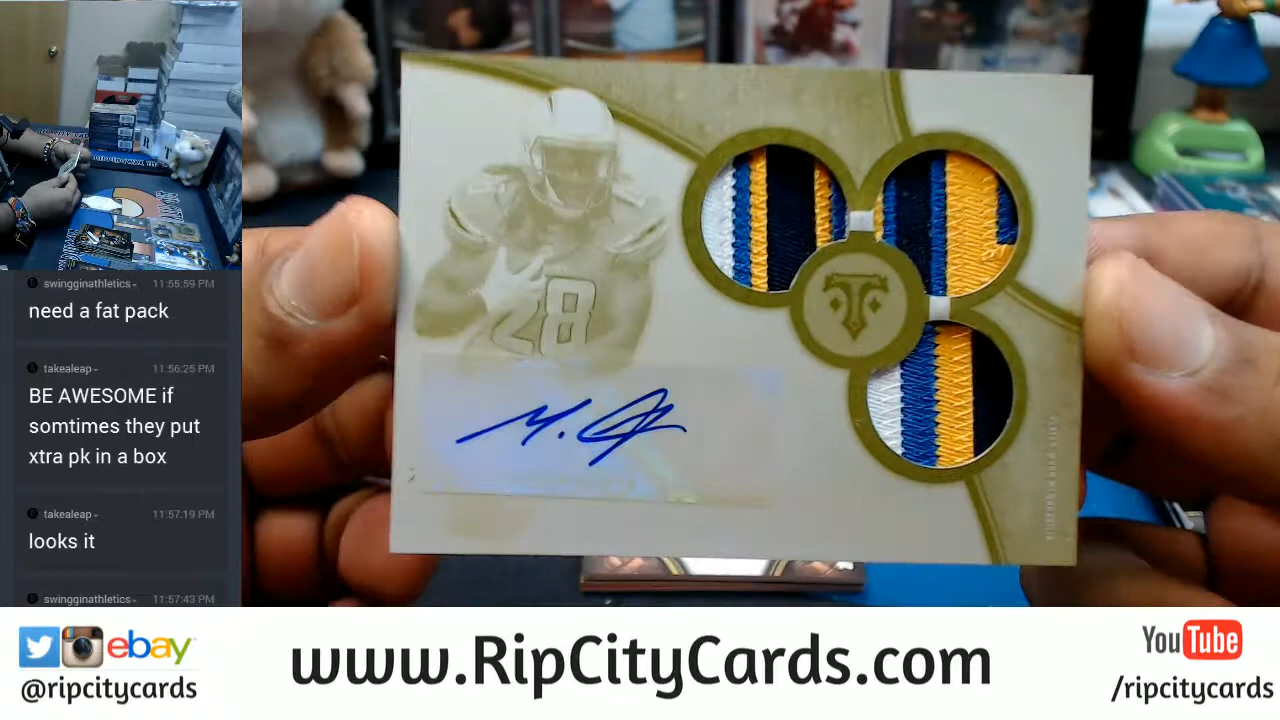 swingginathletics 11:55:59 PM
need a fat pack
takealeap 11:56:25 PM
BE AWESOME if
somtimes they put
xtra pk in a box
takealeap 11:57:19 PM
looks it
swingginathletics 11:57:43 PM
28
M.
ebay
@ripcitycards
www.RipCityCards.com
YouTube
/ripcitycards